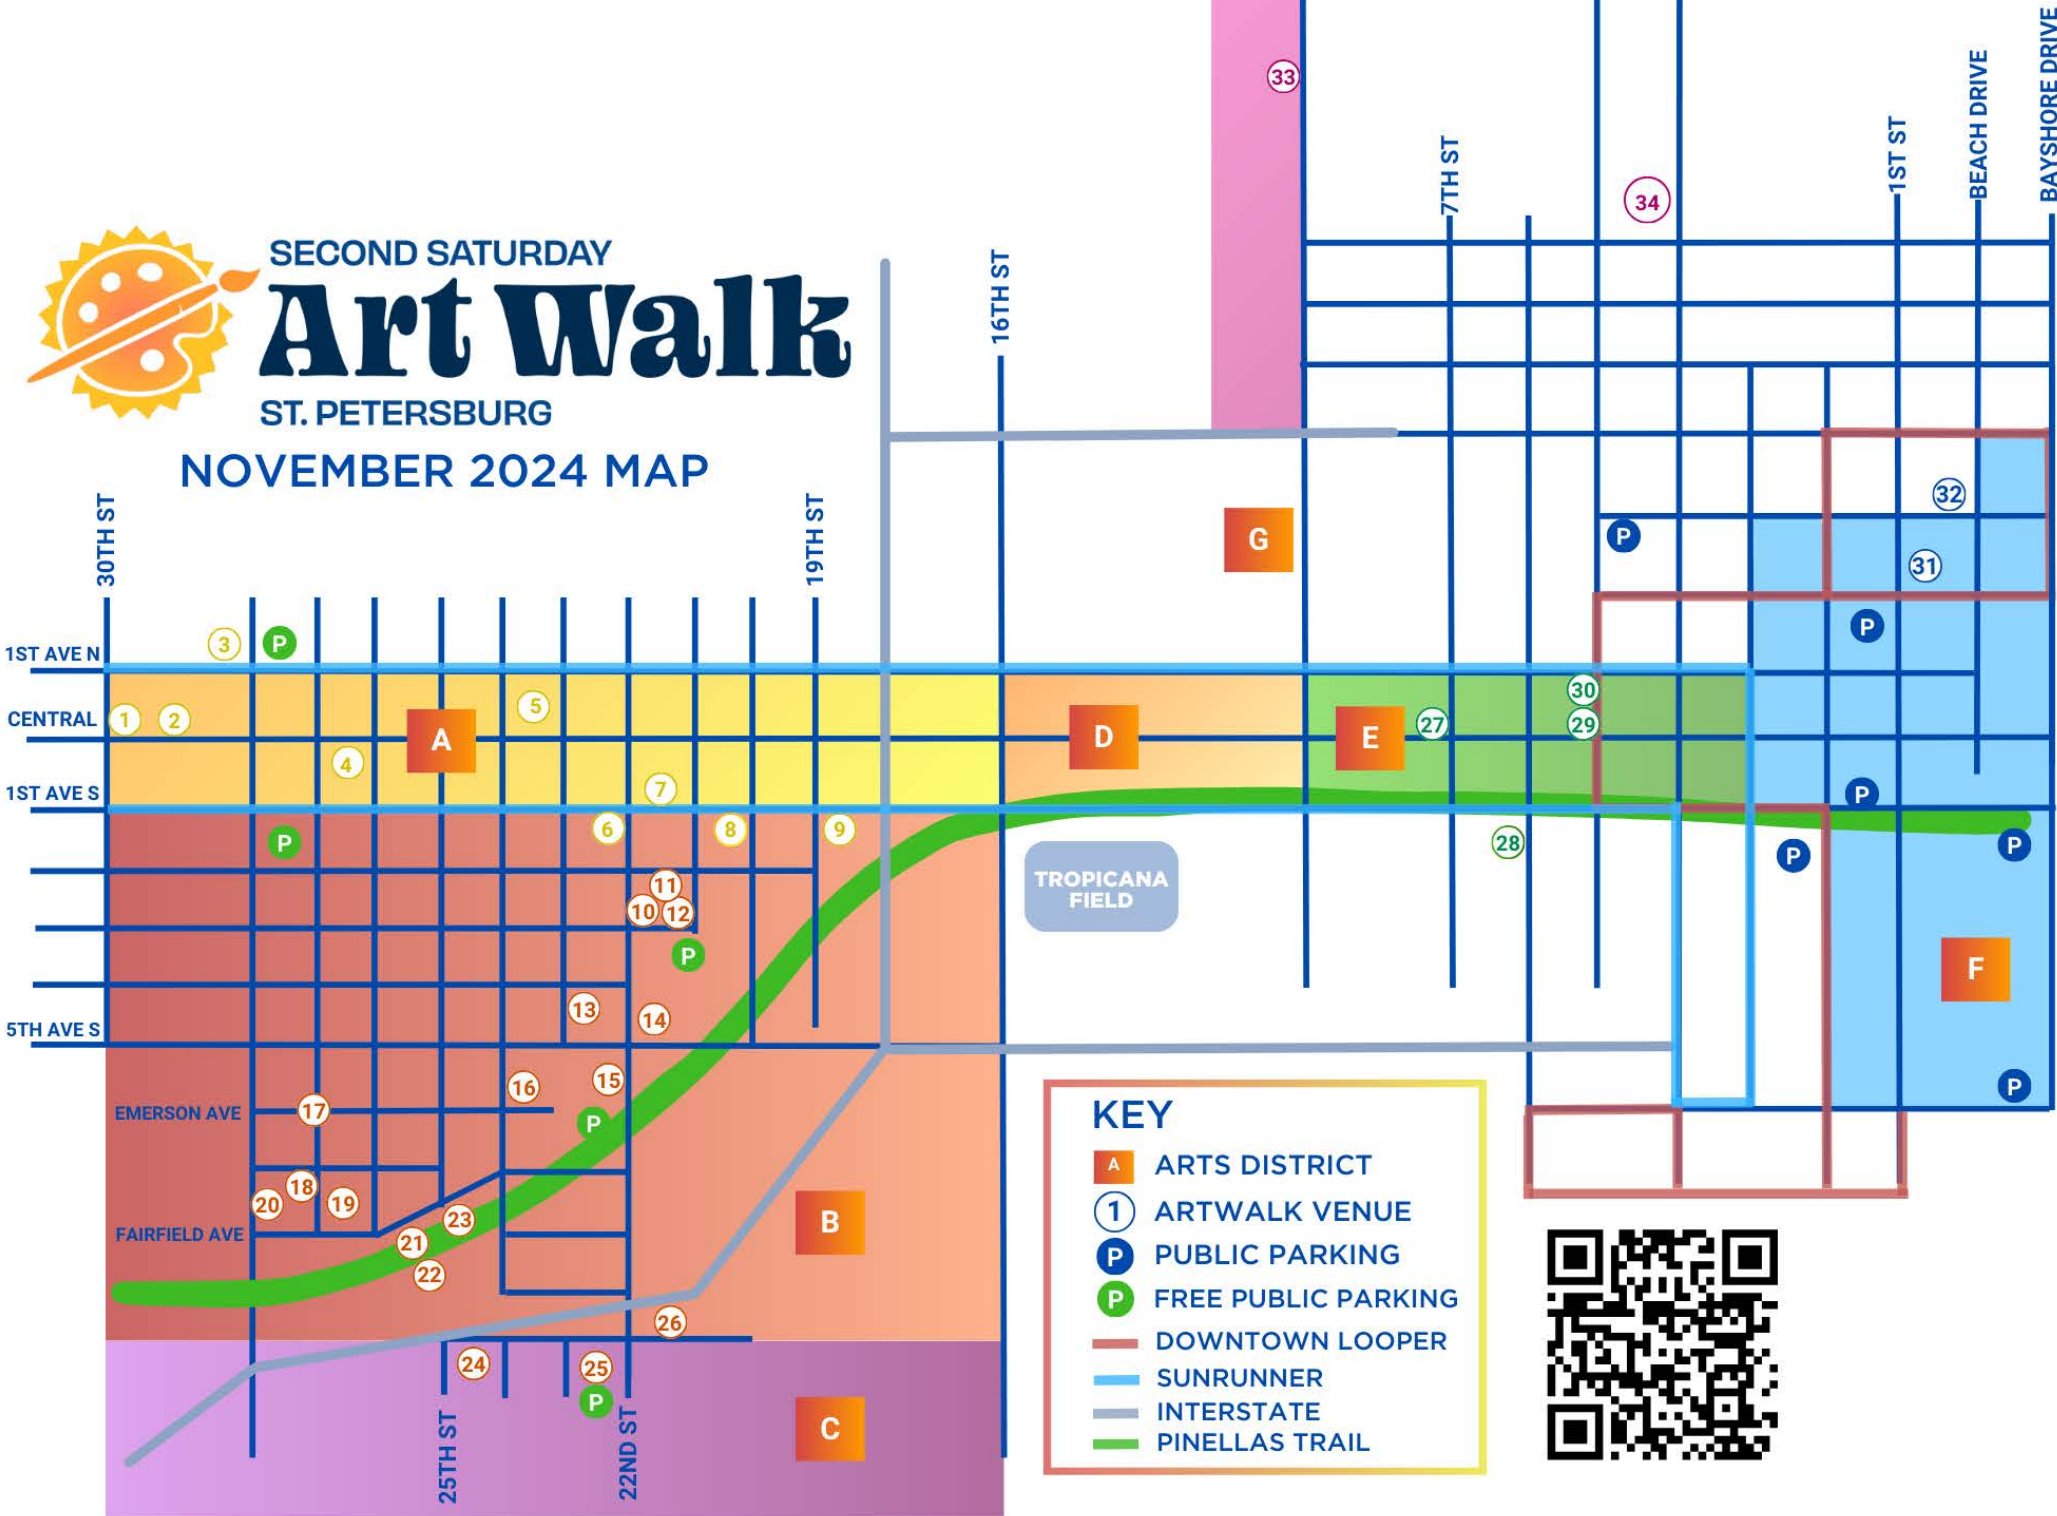 SECOND SATURDAY
Art Walk
ST. PETERSBURG
NOVEMBER 2024 MAP
30TH ST
19TH ST
16TH ST
7TH ST
1ST ST
BEACH DRIVE
BAYSHORE DRIVE
33
34
32
31
G
P
P
1ST AVE N
3
P
CENTRAL
1
2
A
5
4
7
D
E
27
30
29
1ST AVE S
P
6
8
9
28
P
P
P
TROPICANA
FIELD
11
10
12
P
F
13
14
5TH AVE S
16
15
P
P
EMERSON AVE
17
20
18
19
23
21
22
FAIRFIELD AVE
B
26
24
25
P
C
25TH ST
22ND ST
KEY
A ARTS DISTRICT
1 ARTWALK VENUE
P PUBLIC PARKING
P FREE PUBLIC PARKING
DOWNTOWN LOOPER
SUNRUNNER
INTERSTATE
PINELLAS TRAIL